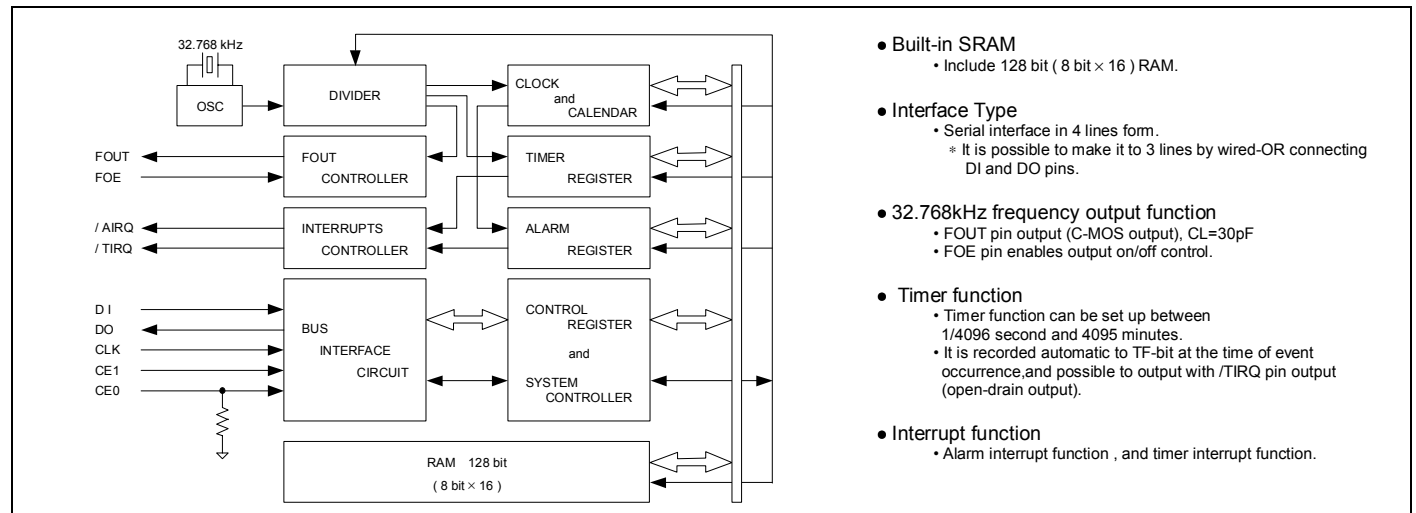 32.768 kHz
OSC
DIVIDER
CLOCK
and
CALENDAR
FOUT
FOE
FOUT
CONTROLLER
TIMER
REGISTER
/ AIRQ
/ TIRQ
INTERRUPTS
CONTROLLER
ALARM
REGISTER
D I
DO
CLK
CE1
CE0
BUS
INTERFACE
CIRCUIT
CONTROL
REGISTER
and
SYSTEM
CONTROLLER
RAM 128 bit
( 8 bit × 16 )
● Built-in SRAM
• Include 128 bit ( 8 bit × 16 ) RAM.
● Interface Type
• Serial interface in 4 lines form.
∗ It is possible to make it to 3 lines by wired-OR connecting
DI and DO pins.
● 32.768kHz frequency output function
• FOUT pin output (C-MOS output), CL=30pF
• FOE pin enables output on/off control.
● Timer function
• Timer function can be set up between
1/4096 second and 4095 minutes.
• It is recorded automatic to TF-bit at the time of event
occurrence,and possible to output with /TIRQ pin output
(open-drain output).
● Interrupt function
• Alarm interrupt function , and timer interrupt function.